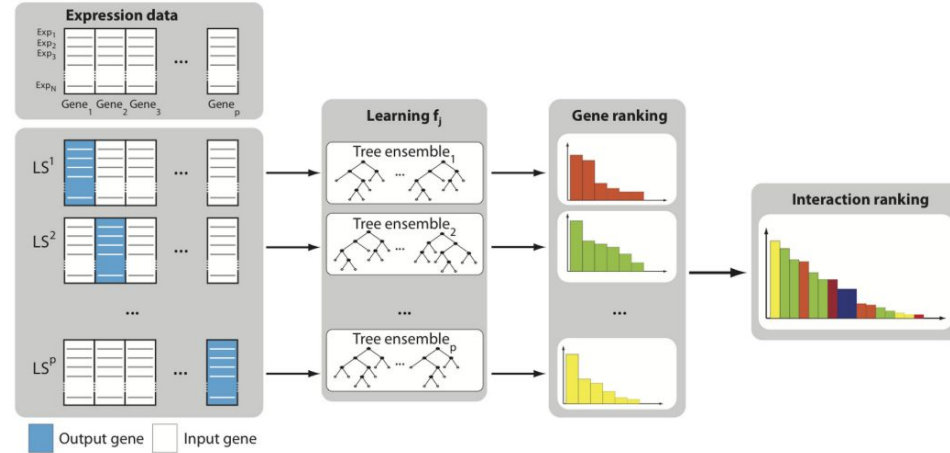 Expression data
Exp1
Exp2
Exp3
...
ExpN
Gene1 Gene2 Gene3 Genep
Learning fj
Gene ranking
LS1
...
Tree ensemble1
...
Interaction ranking
LS2
...
Tree ensemble2
...
... ... ...
LSp
...
Tree ensemblep
...
Output gene Input gene